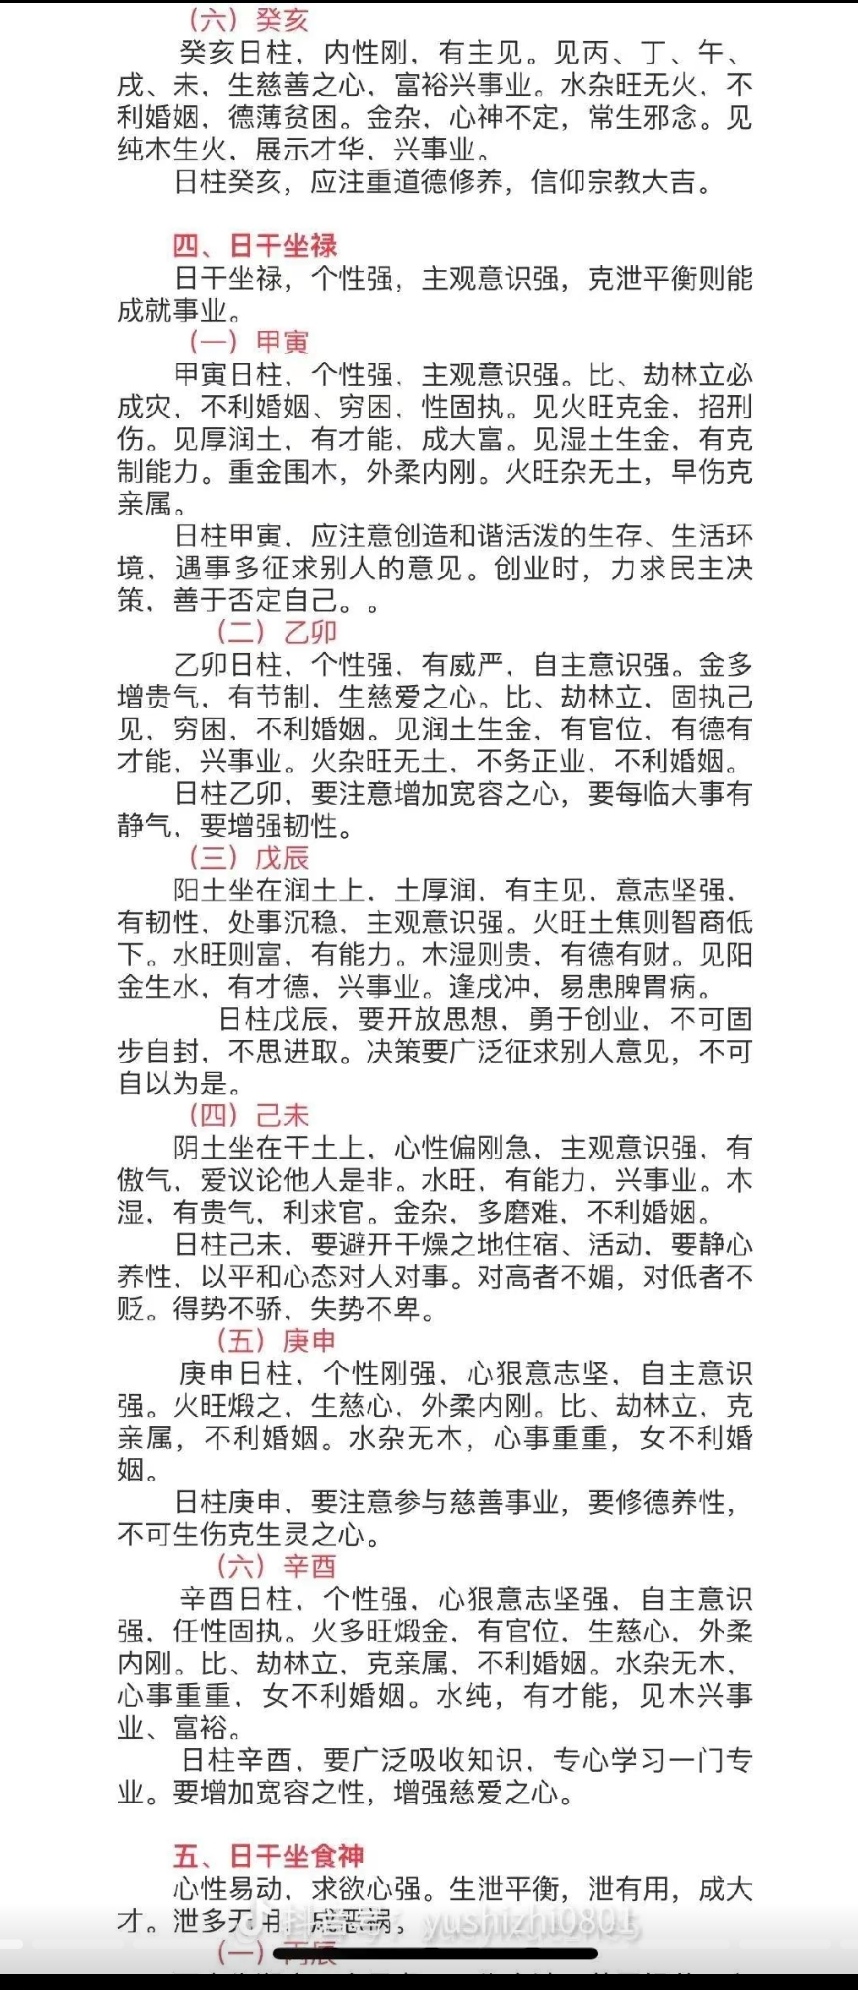 （六）癸亥
癸亥日柱，内性刚，有主见。见丙、丁、午、
戌、未，生慈善之心，富裕兴事业。水杂旺无火，不
利婚姻，德薄贫困。金杂，心神不定，常生邪念。见
纯木生火，展示才华，兴事业。
日柱癸亥，应注重道德修养，信仰宗教大吉。
四、日干坐禄
日干坐禄，个性强，主观意识强，克泄平衡则能
成就事业。
（一）甲寅
甲寅日柱，个性强，主观意识强。比、劫林立必
成灾，不利婚姻、穷困，性固执。见火旺克金，招刑
伤。见厚润土，有才能，成大富。见湿土生金，有克
制能力。重金围木，外柔内刚。火旺杂无土，早伤克
亲属。
日柱甲寅，应注意创造和谐活泼的生存、生活环
境，遇事多征求别人的意见。创业时，力求民主决
策，善于否定自己。。
（二）乙卯
乙卯日柱，个性强，有威严，自主意识强。金多
增贵气，有节制，生慈爱之心。比、劫林立，固执己
见，穷困，不利婚姻。见润土生金，有官位，有德有
才能，兴事业。火杂旺无土，不务正业，不利婚姻。
日柱乙卯，要注意增加宽容之心，要每临大事有
静气，要增强韧性。
（三）戊辰
阳土坐在润土上，土厚润，有主见，意志坚强，
有韧性，处事沉稳，主观意识强。火旺土焦则智商低
下。水旺则富，有能力。木湿则贵，有德有财。见阳
金生水，有才德，兴事业。逢戌冲，易患脾胃病。
日柱戊辰，要开放思想，勇于创业，不可固
步自封，不思进取。决策要广泛征求别人意见，不可
自以为是。
（四）己未
阴土坐在干土上，心性偏刚急，主观意识强，有
傲气，爱议论他人是非。水旺，有能力，兴事业。木
湿，有贵气，利求官。金杂，多磨难，不利婚姻。
日柱己未，要避开干燥之地住宿、活动，要静心
养性，以平和心态对人对事。对高者不媚，对低者不
贬。得势不骄，失势不卑。
（五）庚申
庚申日柱，个性刚强，心狠意志坚，自主意识
强。火旺煅之，生慈心，外柔内刚。比、劫林立，克
亲属，不利婚姻。水杂无木，心事重重，女不利婚
姻。
日柱庚申，要注意参与慈善事业，要修德养性，
不可生伤克生灵之心。
（六）辛酉
辛酉日柱，个性强，心狠意志坚强，自主意识
强，任性固执。火多旺煅金，有官位，生慈心，外柔
内刚。比、劫林立，克亲属，不利婚姻。水杂无木，
心事重重，女不利婚姻。水纯，有才能，见木兴事
业、富裕。
日柱辛酉，要广泛吸收知识，专心学习一门专
业。要增加宽容之性，增强慈爱之心。
五、日干坐食神
心性易动，求欲心强。生泄平衡，泄有用，成大
才。泄多无用，成恶祸。
抖音号：yushizhi0801
（一）丙辰